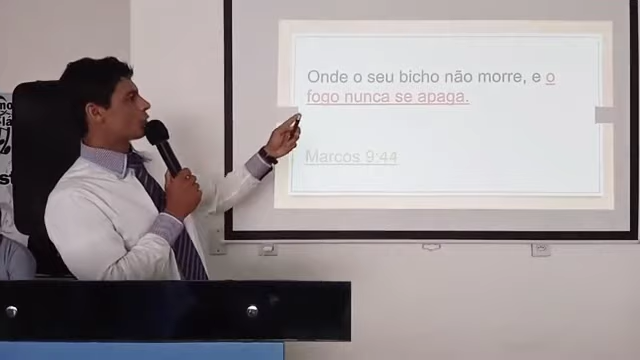 Onde o seu bicho não morre, e o
fogo nunca se apaga.
Marcos 9:44